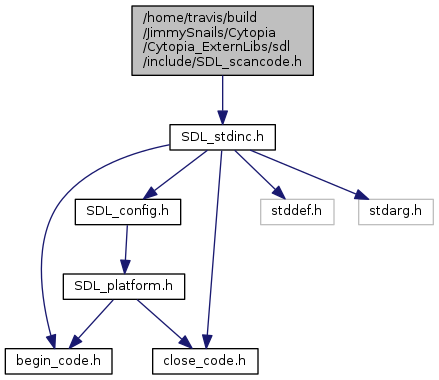 /home/travis/build
/JimmySnails/Cytopia
/Cytopia_ExternLibs/sdl
/include/SDL_scancode.h
SDL_stdinc.h
SDL_config.h
stddef.h
stdarg.h
SDL_platform.h
begin_code.h
close_code.h